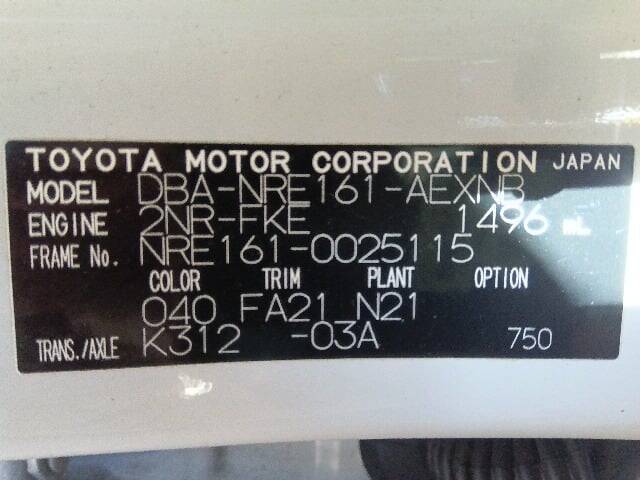 TOYOTA MOTOR CORPORATION JAPAN
MODEL DBA-NRE161-AEXNB
ENGINE 2NR-FKE 1496 mL
FRAME No. NRE161-0025115
COLOR TRIM PLANT OPTION
040 FA21 N21
TRANS./AXLE K312 -03A 750